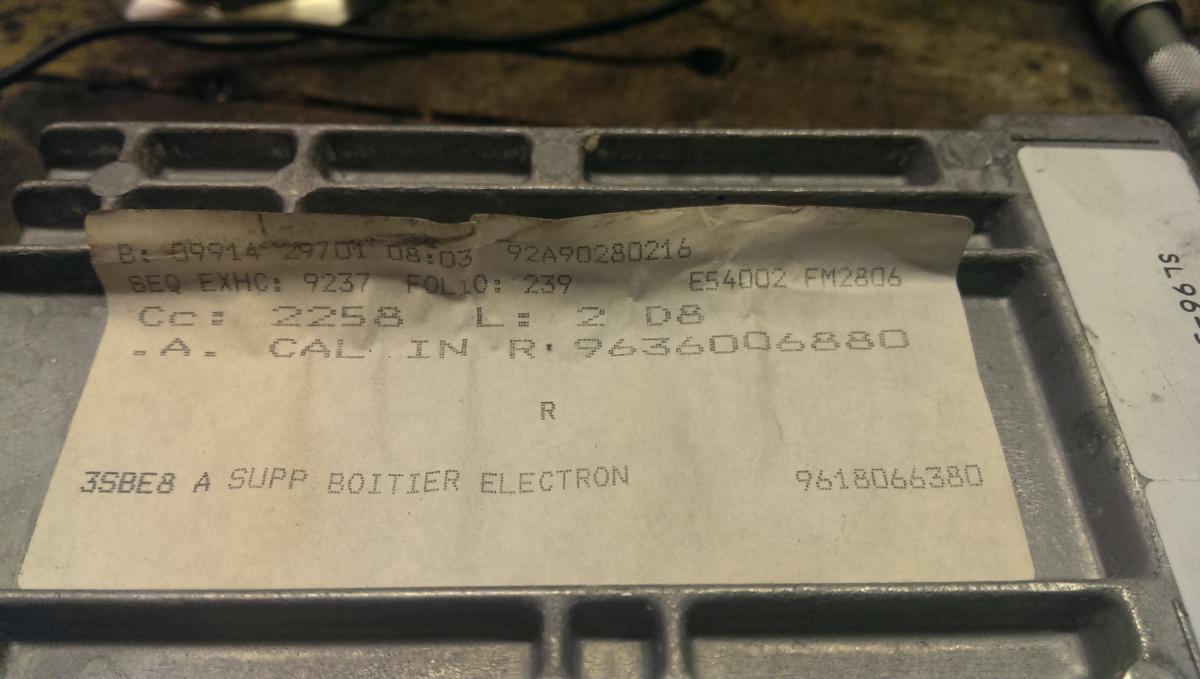 B: 09914 29701 08:03 92A90280216
SEQ EXHC: 9237 FOLIO: 239 E54002 FM2806
Cc: 2258 L: 2 D8
.A. CAL IN R· 9636006880
R
3SBE8 A SUPP BOITIER ELECTRON 9618066380